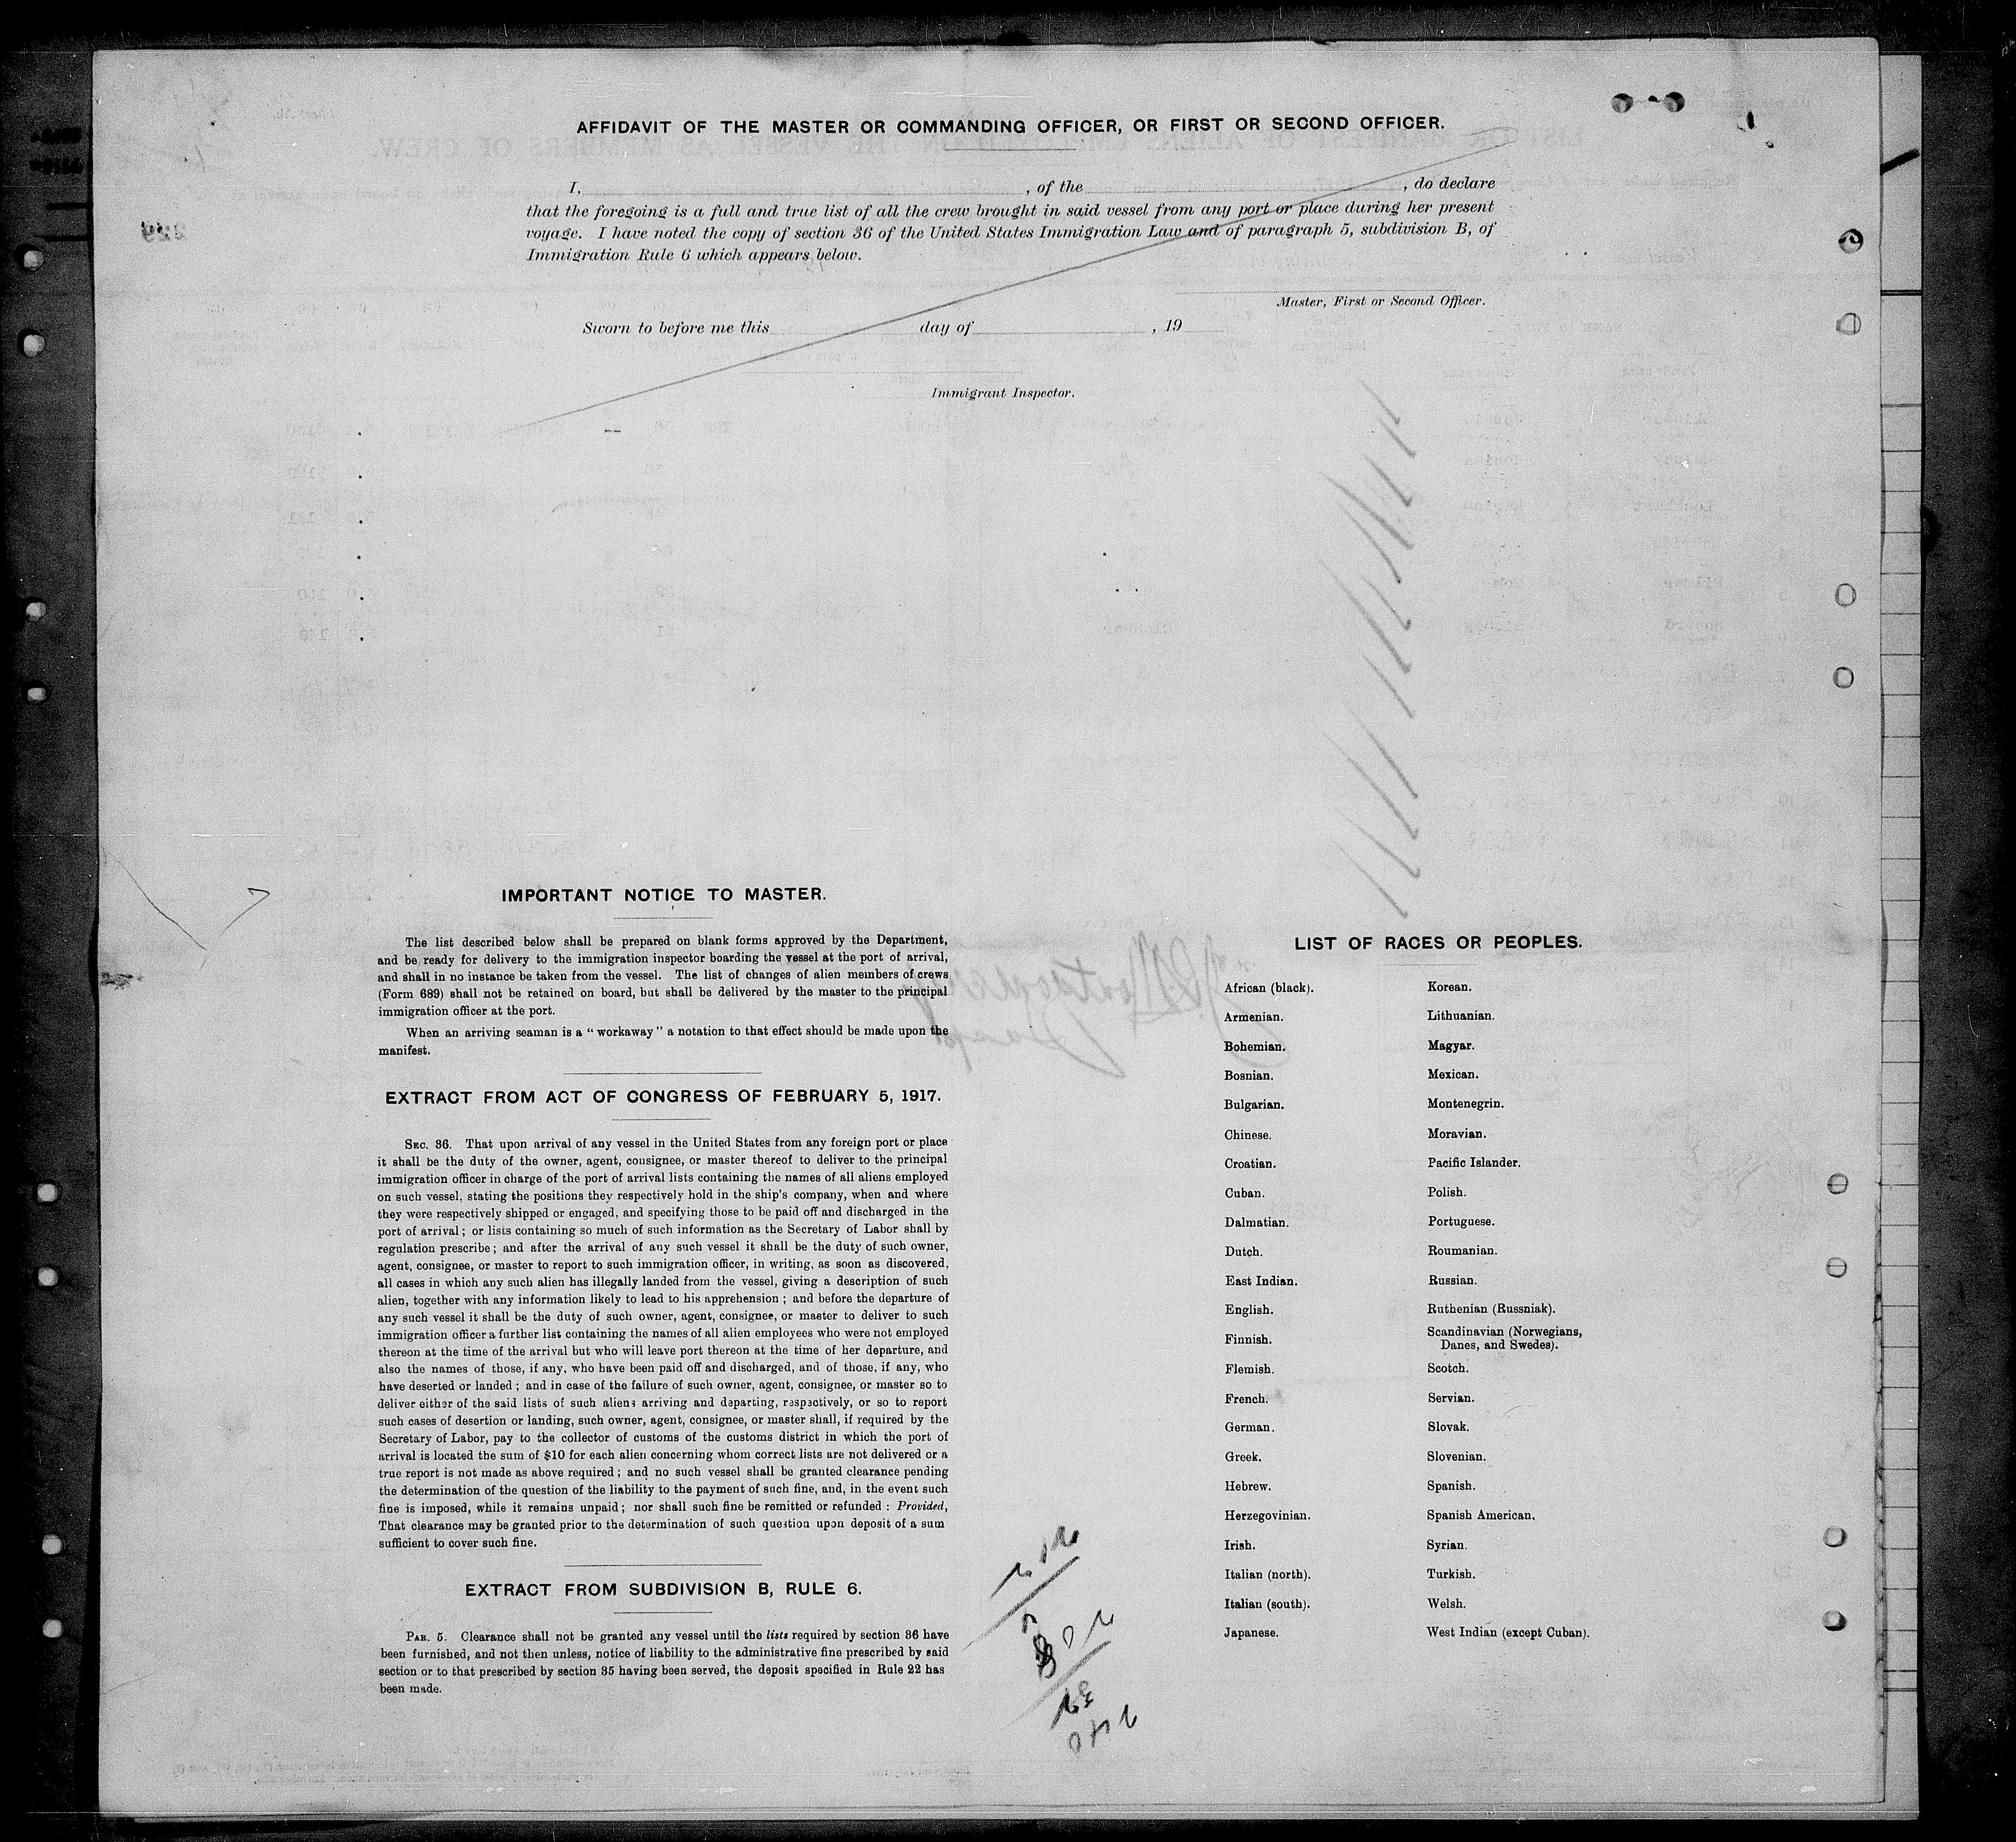 AFFIDAVIT OF THE MASTER OR COMMANDING OFFICER, OR FIRST OR SECOND OFFICER.
I, , of the , do declare
that the foregoing is a full and true list of all the crew brought in said vessel from any port or place during her present
voyage. I have noted the copy of section 36 of the United States Immigration Law and of paragraph 5, subdivision B, of
Immigration Rule 6 which appears below.
Master, First or Second Officer.
Sworn to before me this day of , 19
Immigrant Inspector.
IMPORTANT NOTICE TO MASTER.
The list described below shall be prepared on blank forms approved by the Department,
and be ready for delivery to the immigration inspector boarding the vessel at the port of arrival,
and shall in no instance be taken from the vessel. The list of changes of alien members of crews
(Form 689) shall not be retained on board, but shall be delivered by the master to the principal
immigration officer at the port.
When an arriving seaman is a "workaway" a notation to that effect should be made upon the
manifest.
EXTRACT FROM ACT OF CONGRESS OF FEBRUARY 5, 1917.
SEC. 36. That upon arrival of any vessel in the United States from any foreign port or place
it shall be the duty of the owner, agent, consignee, or master thereof to deliver to the principal
immigration officer in charge of the port of arrival lists containing the names of all aliens employed
on such vessel, stating the positions they respectively hold in the ship's company, when and where
they were respectively shipped or engaged, and specifying those to be paid off and discharged in the
port of arrival; or lists containing so much of such information as the Secretary of Labor shall by
regulation prescribe; and after the arrival of any such vessel it shall be the duty of such owner,
agent, consignee, or master to report to such immigration officer, in writing, as soon as discovered,
all cases in which any such alien has illegally landed from the vessel, giving a description of such
alien, together with any information likely to lead to his apprehension; and before the departure of
any such vessel it shall be the duty of such owner, agent, consignee, or master to deliver to such
immigration officer a further list containing the names of all alien employees who were not employed
thereon at the time of the arrival but who will leave port thereon at the time of her departure, and
also the names of those, if any, who have been paid off and discharged, and of those, if any, who
have deserted or landed; and in case of the failure of such owner, agent, consignee, or master so to
deliver either of the said lists of such aliens arriving and departing, respectively, or so to report
such cases of desertion or landing, such owner, agent, consignee, or master shall, if required by the
Secretary of Labor, pay to the collector of customs of the customs district in which the port of
arrival is located the sum of $10 for each alien concerning whom correct lists are not delivered or a
true report is not made as above required; and no such vessel shall be granted clearance pending
the determination of the question of the liability to the payment of such fine, and, in the event such
fine is imposed, while it remains unpaid; nor shall such fine be remitted or refunded: Provided,
That clearance may be granted prior to the determination of such question upon deposit of a sum
sufficient to cover such fine.
EXTRACT FROM SUBDIVISION B, RULE 6.
PAR. 5. Clearance shall not be granted any vessel until the lists required by section 36 have
been furnished, and not then unless, notice of liability to the administrative fine prescribed by said
section or to that prescribed by section 35 having been served, the deposit specified in Rule 22 has
been made.
LIST OF RACES OR PEOPLES.
African (black).
Armenian.
Bohemian.
Bosnian.
Bulgarian.
Chinese.
Croatian.
Cuban.
Dalmatian.
Dutch.
East Indian.
English.
Finnish.
Flemish.
French.
German.
Greek.
Hebrew.
Herzegovinian.
Irish.
Italian (north).
Italian (south).
Japanese.
Korean.
Lithuanian.
Magyar.
Mexican.
Montenegrin.
Moravian.
Pacific Islander.
Polish.
Portuguese.
Roumanian.
Russian.
Ruthenian (Russniak).
Scandinavian (Norwegians,
Danes, and Swedes).
Scotch.
Servian.
Slovak.
Slovenian.
Spanish.
Spanish American.
Syrian.
Turkish.
Welsh.
West Indian (except Cuban).